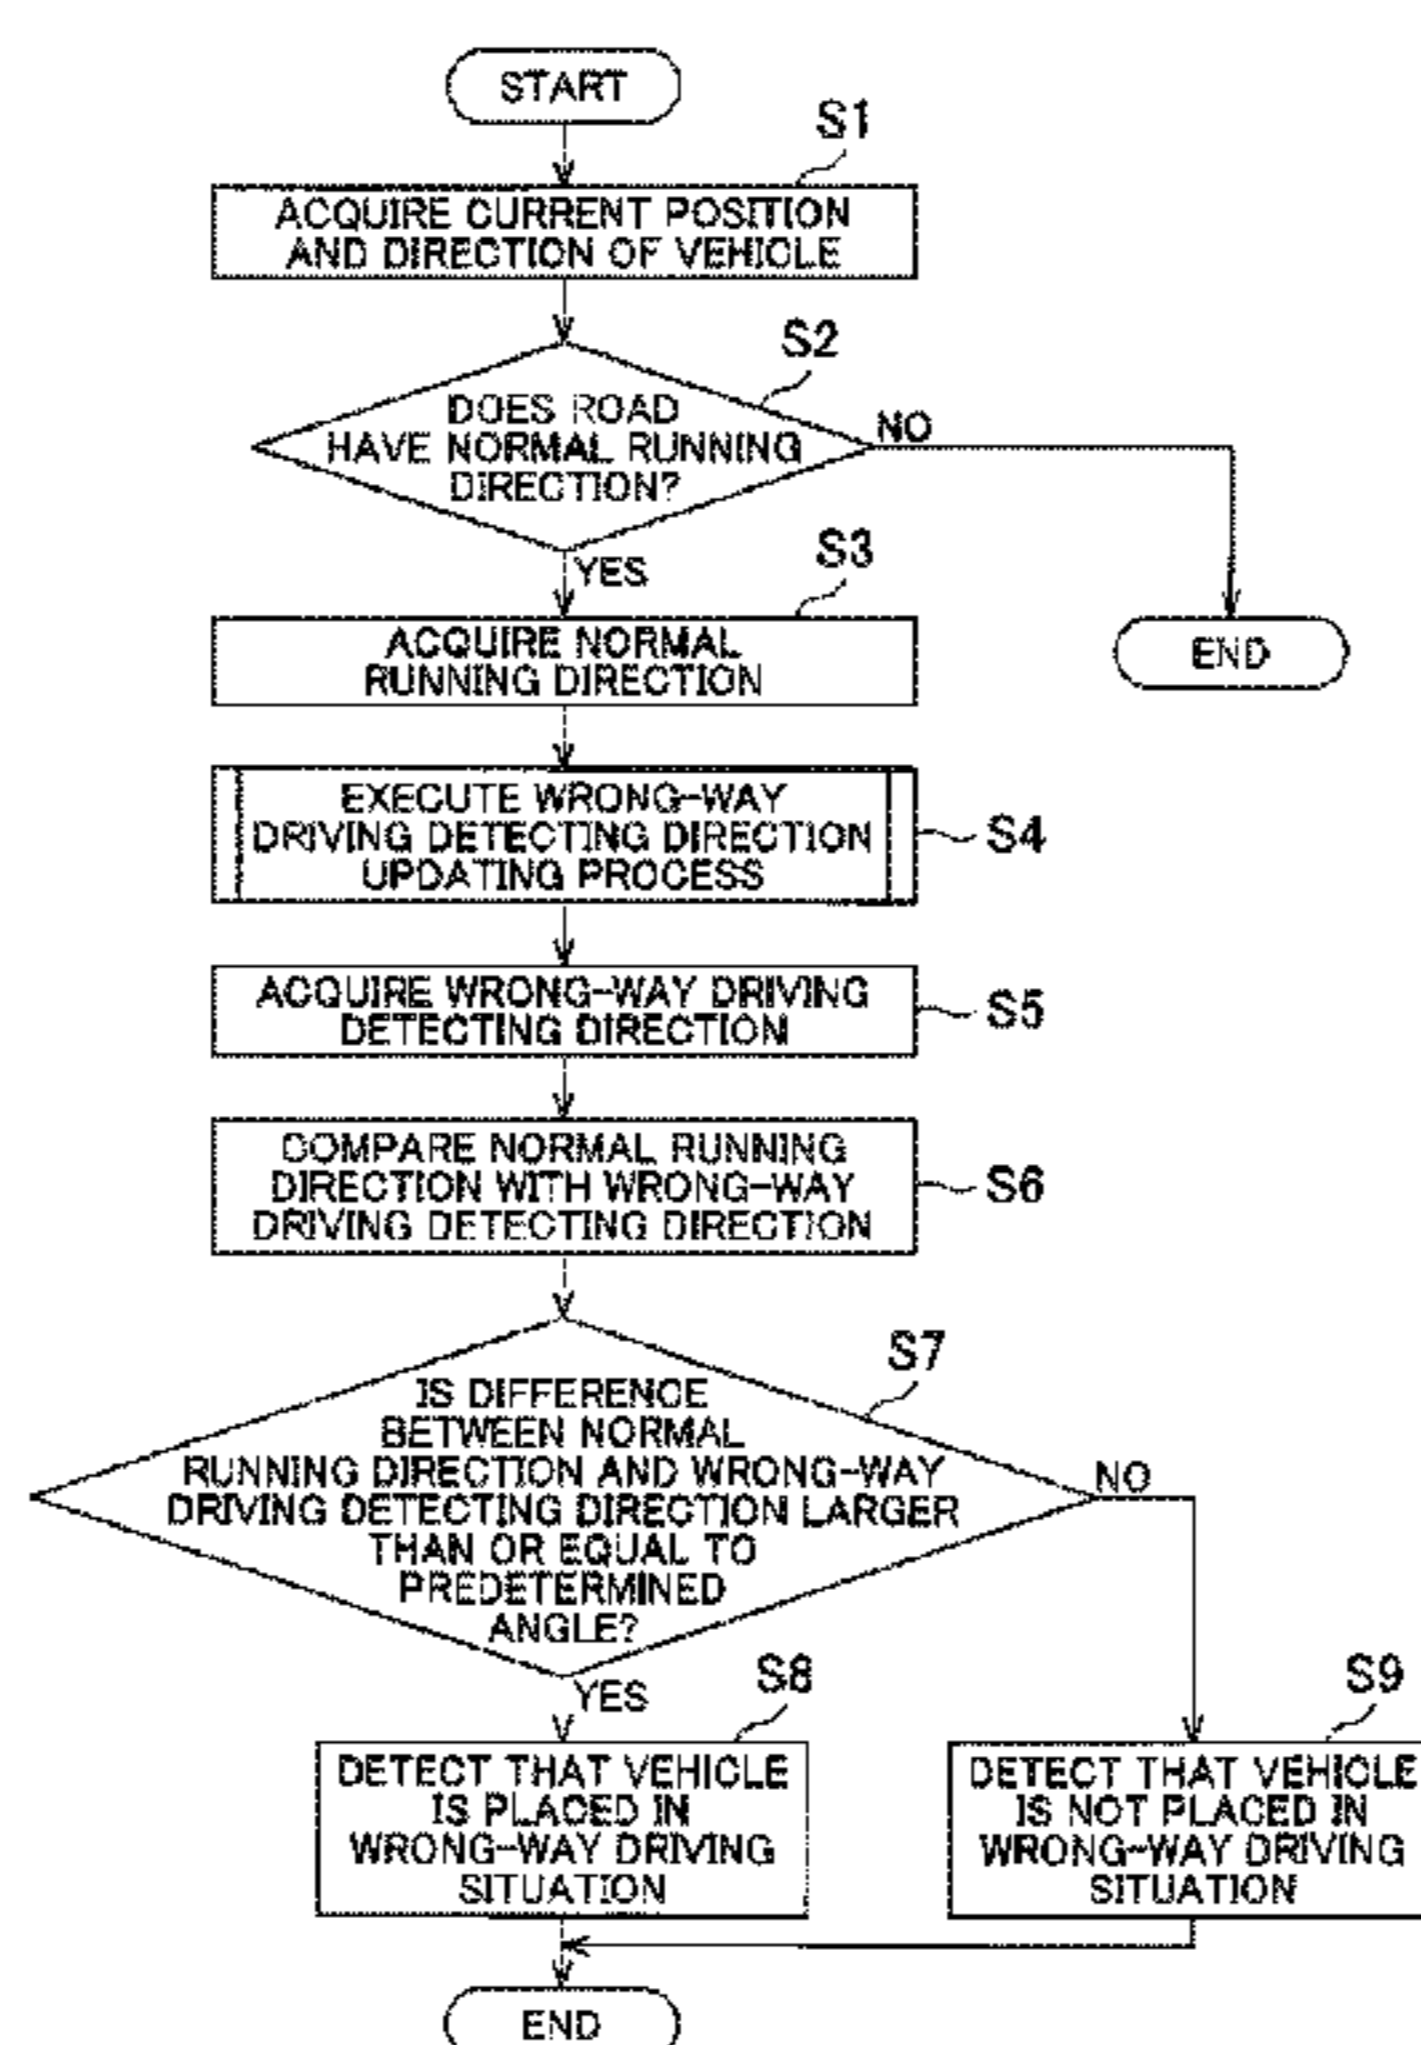 START
S1
ACQUIRE CURRENT POSITION
AND DIRECTION OF VEHICLE
S2
DOES ROAD
HAVE NORMAL RUNNING
DIRECTION?
NO
YES
S3
ACQUIRE NORMAL
RUNNING DIRECTION
END
EXECUTE WRONG-WAY
DRIVING DETECTING DIRECTION
UPDATING PROCESS
S4
ACQUIRE WRONG-WAY DRIVING
DETECTING DIRECTION
S5
COMPARE NORMAL RUNNING
DIRECTION WITH WRONG-WAY
DRIVING DETECTING DIRECTION
S6
S7
IS DIFFERENCE
BETWEEN NORMAL
RUNNING DIRECTION AND WRONG-WAY
DRIVING DETECTING DIRECTION LARGER
THAN OR EQUAL TO
PREDETERMINED
ANGLE?
NO
YES
S8
DETECT THAT VEHICLE
IS PLACED IN
WRONG-WAY DRIVING
SITUATION
S9
DETECT THAT VEHICLE
IS NOT PLACED IN
WRONG-WAY DRIVING
SITUATION
END